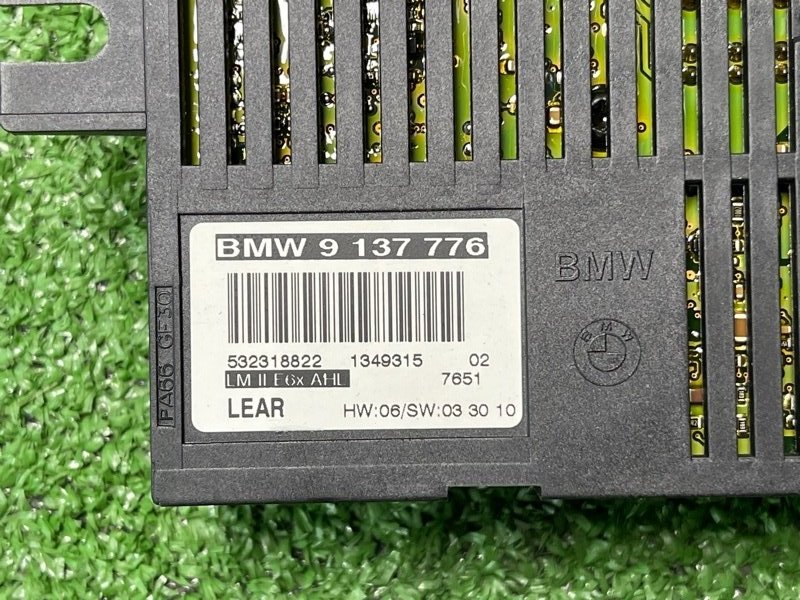 BMW 9 137 776
532318822 1349315 02
LM II E6x AHL 7651
LEAR HW:06/SW:03 30 10
BMW
BMW
PA66 GF30